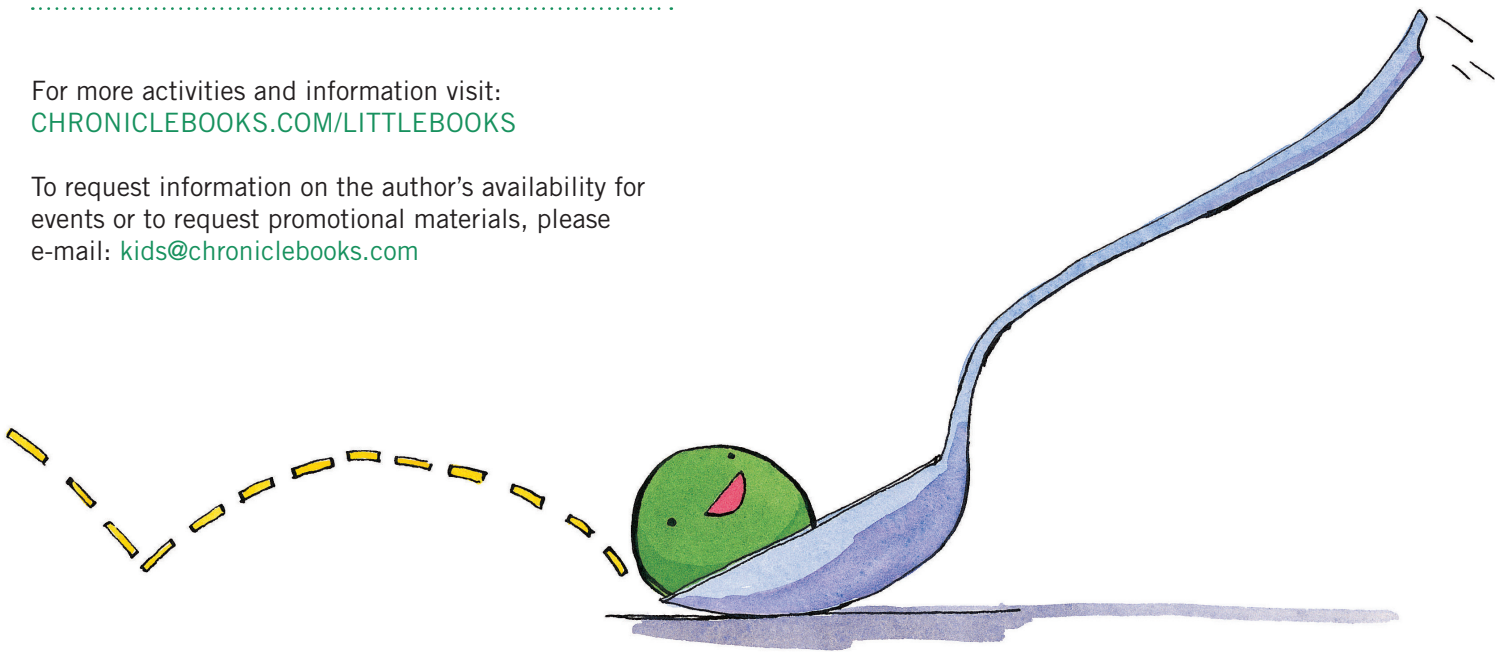 For more activities and information visit:
CHRONICLEBOOKS.COM/LITTLEBOOKS
To request information on the author’s availability for
events or to request promotional materials, please
e-mail: kids@chroniclebooks.com